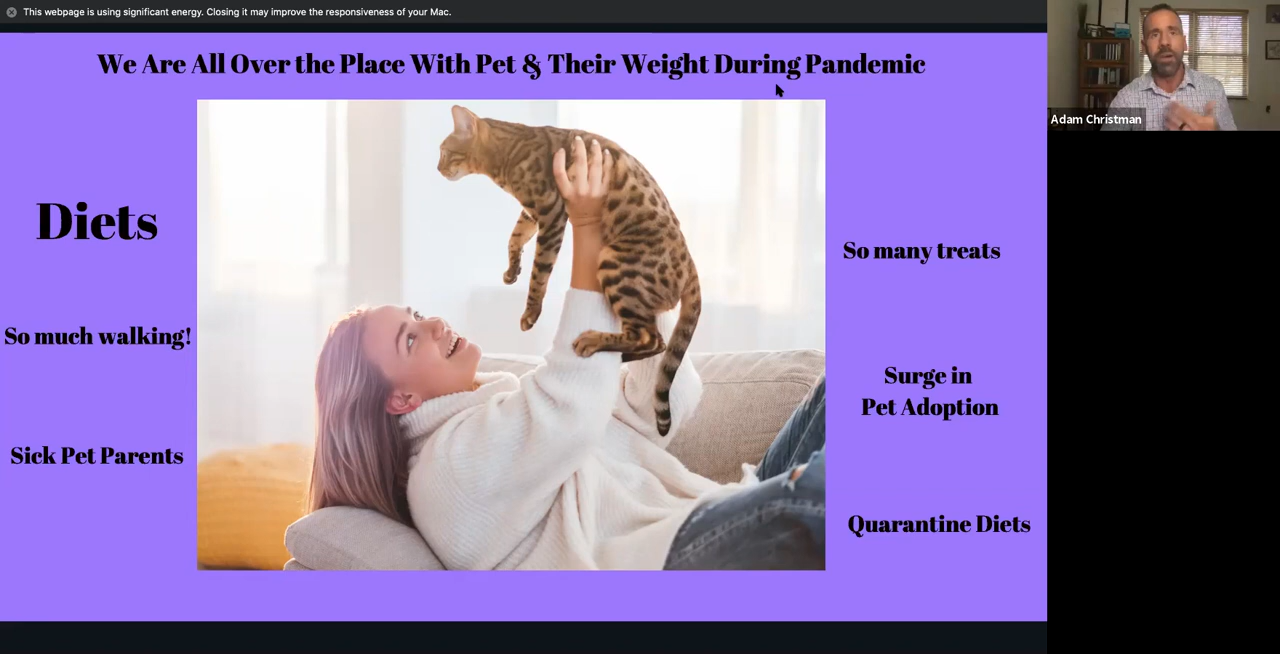 This webpage is using significant energy. Closing it may improve the responsiveness of your Mac.
We Are All Over the Place With Pet & Their Weight During Pandemic
Adam Christman
Diets
So much walking!
Sick Pet Parents
So many treats
Surge in
Pet Adoption
Quarantine Diets